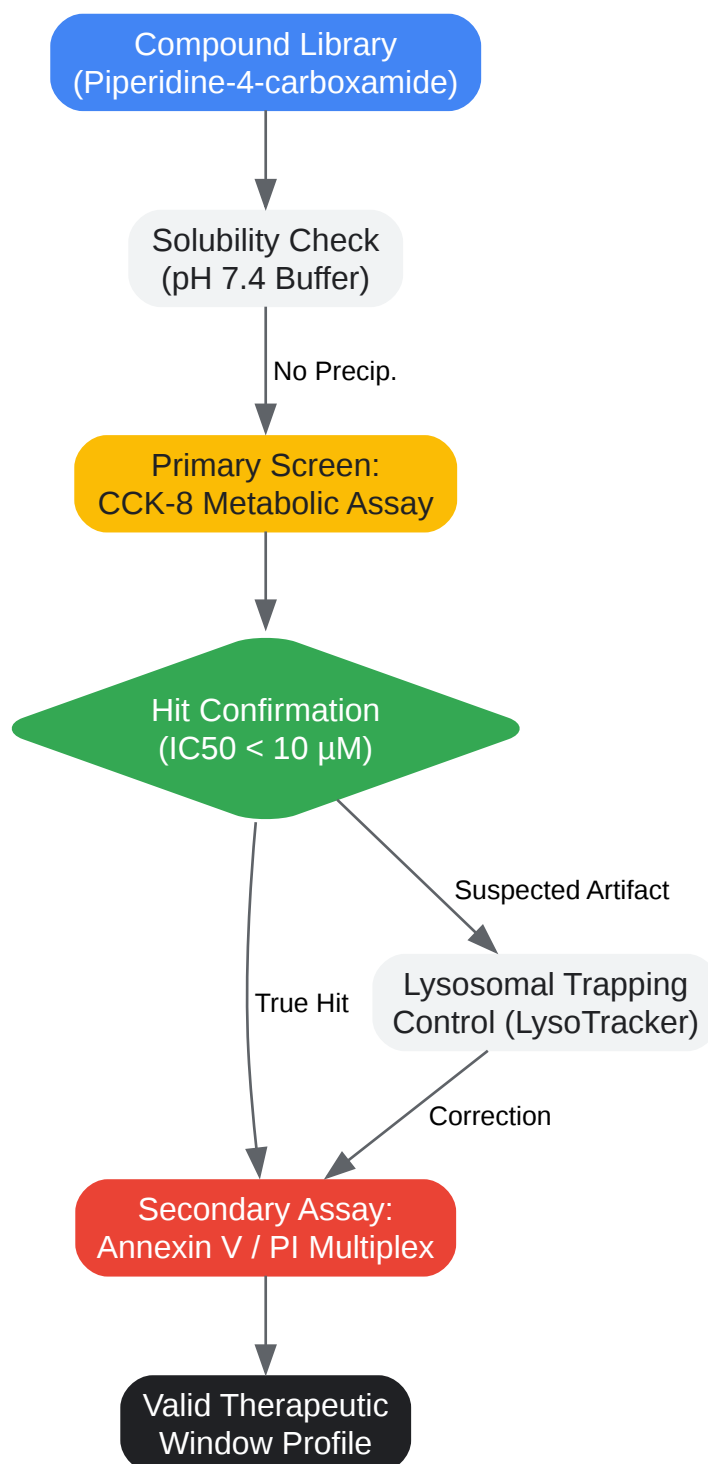 Compound Library
(Piperidine-4-carboxamide)
Solubility Check
(pH 7.4 Buffer)
No Precip.
Primary Screen:
CCK-8 Metabolic Assay
Hit Confirmation
(IC50 < 10 µM)
Suspected Artifact
Lysosomal Trapping
Control (LysoTracker)
True Hit
Correction
Secondary Assay:
Annexin V / PI Multiplex
Valid Therapeutic
Window Profile